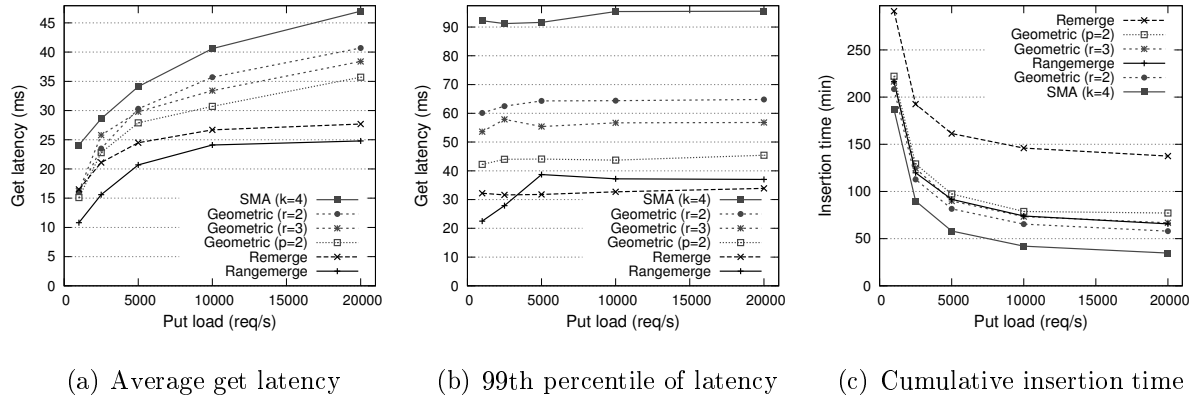 45
40
35
30
25
20
15
10
5
0
Get latency (ms)
SMA (k=4)
Geometric (r=2)
Geometric (r=3)
Geometric (p=2)
Remerge
Rangemerge
0 5000 10000 15000 20000
Put load (req/s)
(a) Average get latency
90
80
70
60
50
40
30
20
10
0
Get latency (ms)
SMA (k=4)
Geometric (r=2)
Geometric (r=3)
Geometric (p=2)
Remerge
Rangemerge
0 5000 10000 15000 20000
Put load (req/s)
(b) 99th percentile of latency
250
200
150
100
50
0
Insertion time (min)
Remerge
Geometric (p=2)
Geometric (r=3)
Rangemerge
Geometric (r=2)
SMA (k=4)
0 5000 10000 15000 20000
Put load (req/s)
(c) Cumulative insertion time